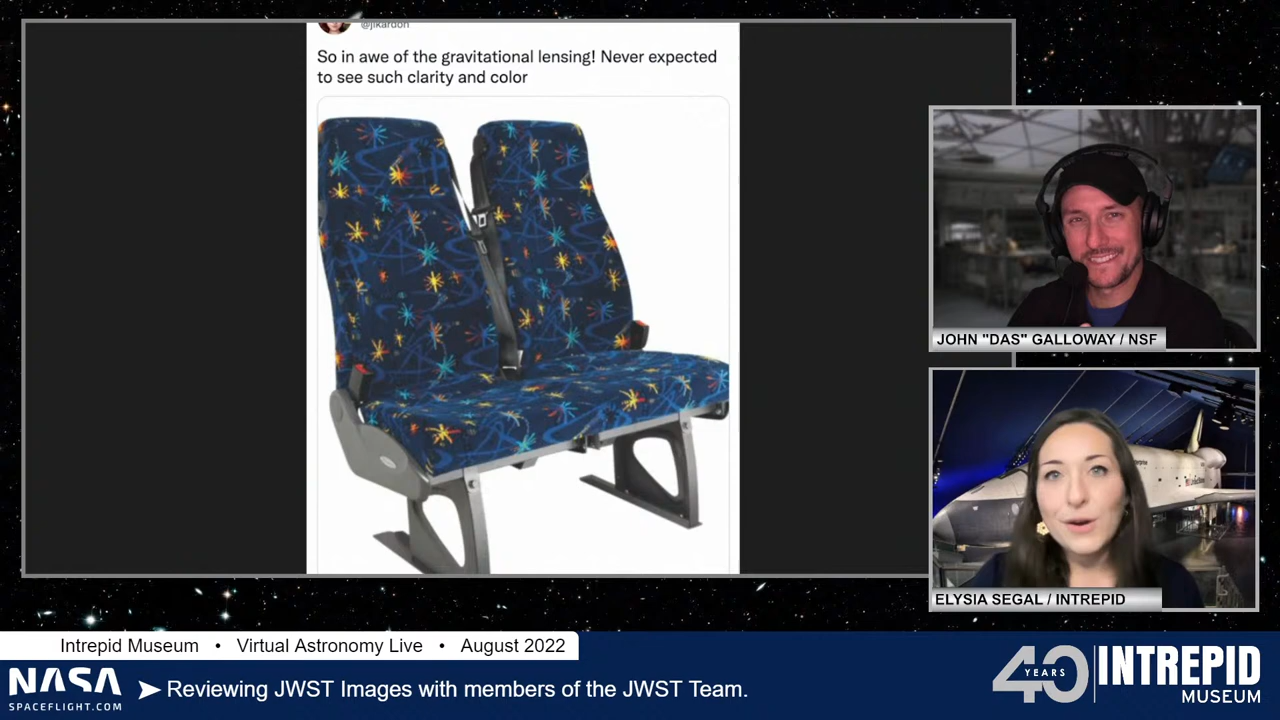 @jikardon
So in awe of the gravitational lensing! Never expected
to see such clarity and color
JOHN "DAS" GALLOWAY / NSF
ELYSIA SEGAL / INTREPID
Intrepid Museum • Virtual Astronomy Live • August 2022
NASA
SPACEFLIGHT.COM
Reviewing JWST Images with members of the JWST Team.
40
YEARS
INTREPID
MUSEUM